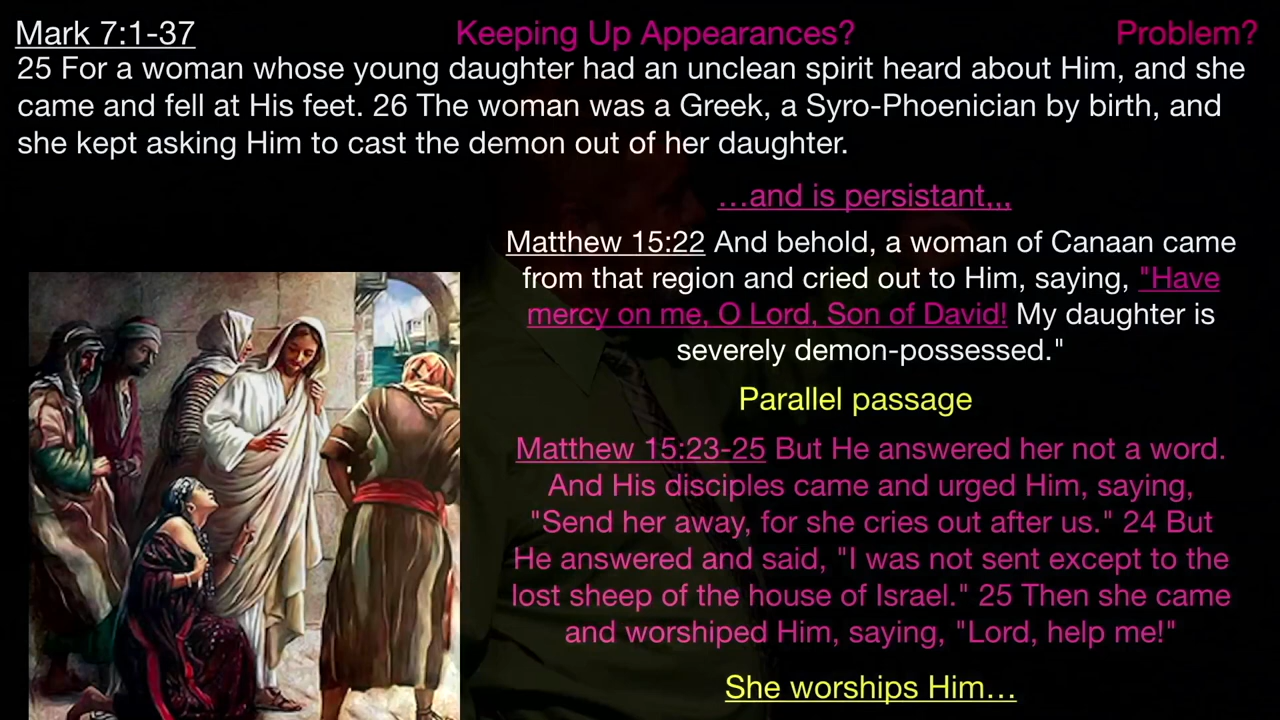 Mark 7:1-37 Keeping Up Appearances? Problem?
25 For a woman whose young daughter had an unclean spirit heard about Him, and she
came and fell at His feet. 26 The woman was a Greek, a Syro-Phoenician by birth, and
she kept asking Him to cast the demon out of her daughter.
…and is persistant,,,
Matthew 15:22 And behold, a woman of Canaan came
from that region and cried out to Him, saying, "Have
mercy on me, O Lord, Son of David! My daughter is
severely demon-possessed."
Parallel passage
Matthew 15:23-25 But He answered her not a word.
And His disciples came and urged Him, saying,
"Send her away, for she cries out after us." 24 But
He answered and said, "I was not sent except to the
lost sheep of the house of Israel." 25 Then she came
and worshiped Him, saying, "Lord, help me!"
She worships Him…